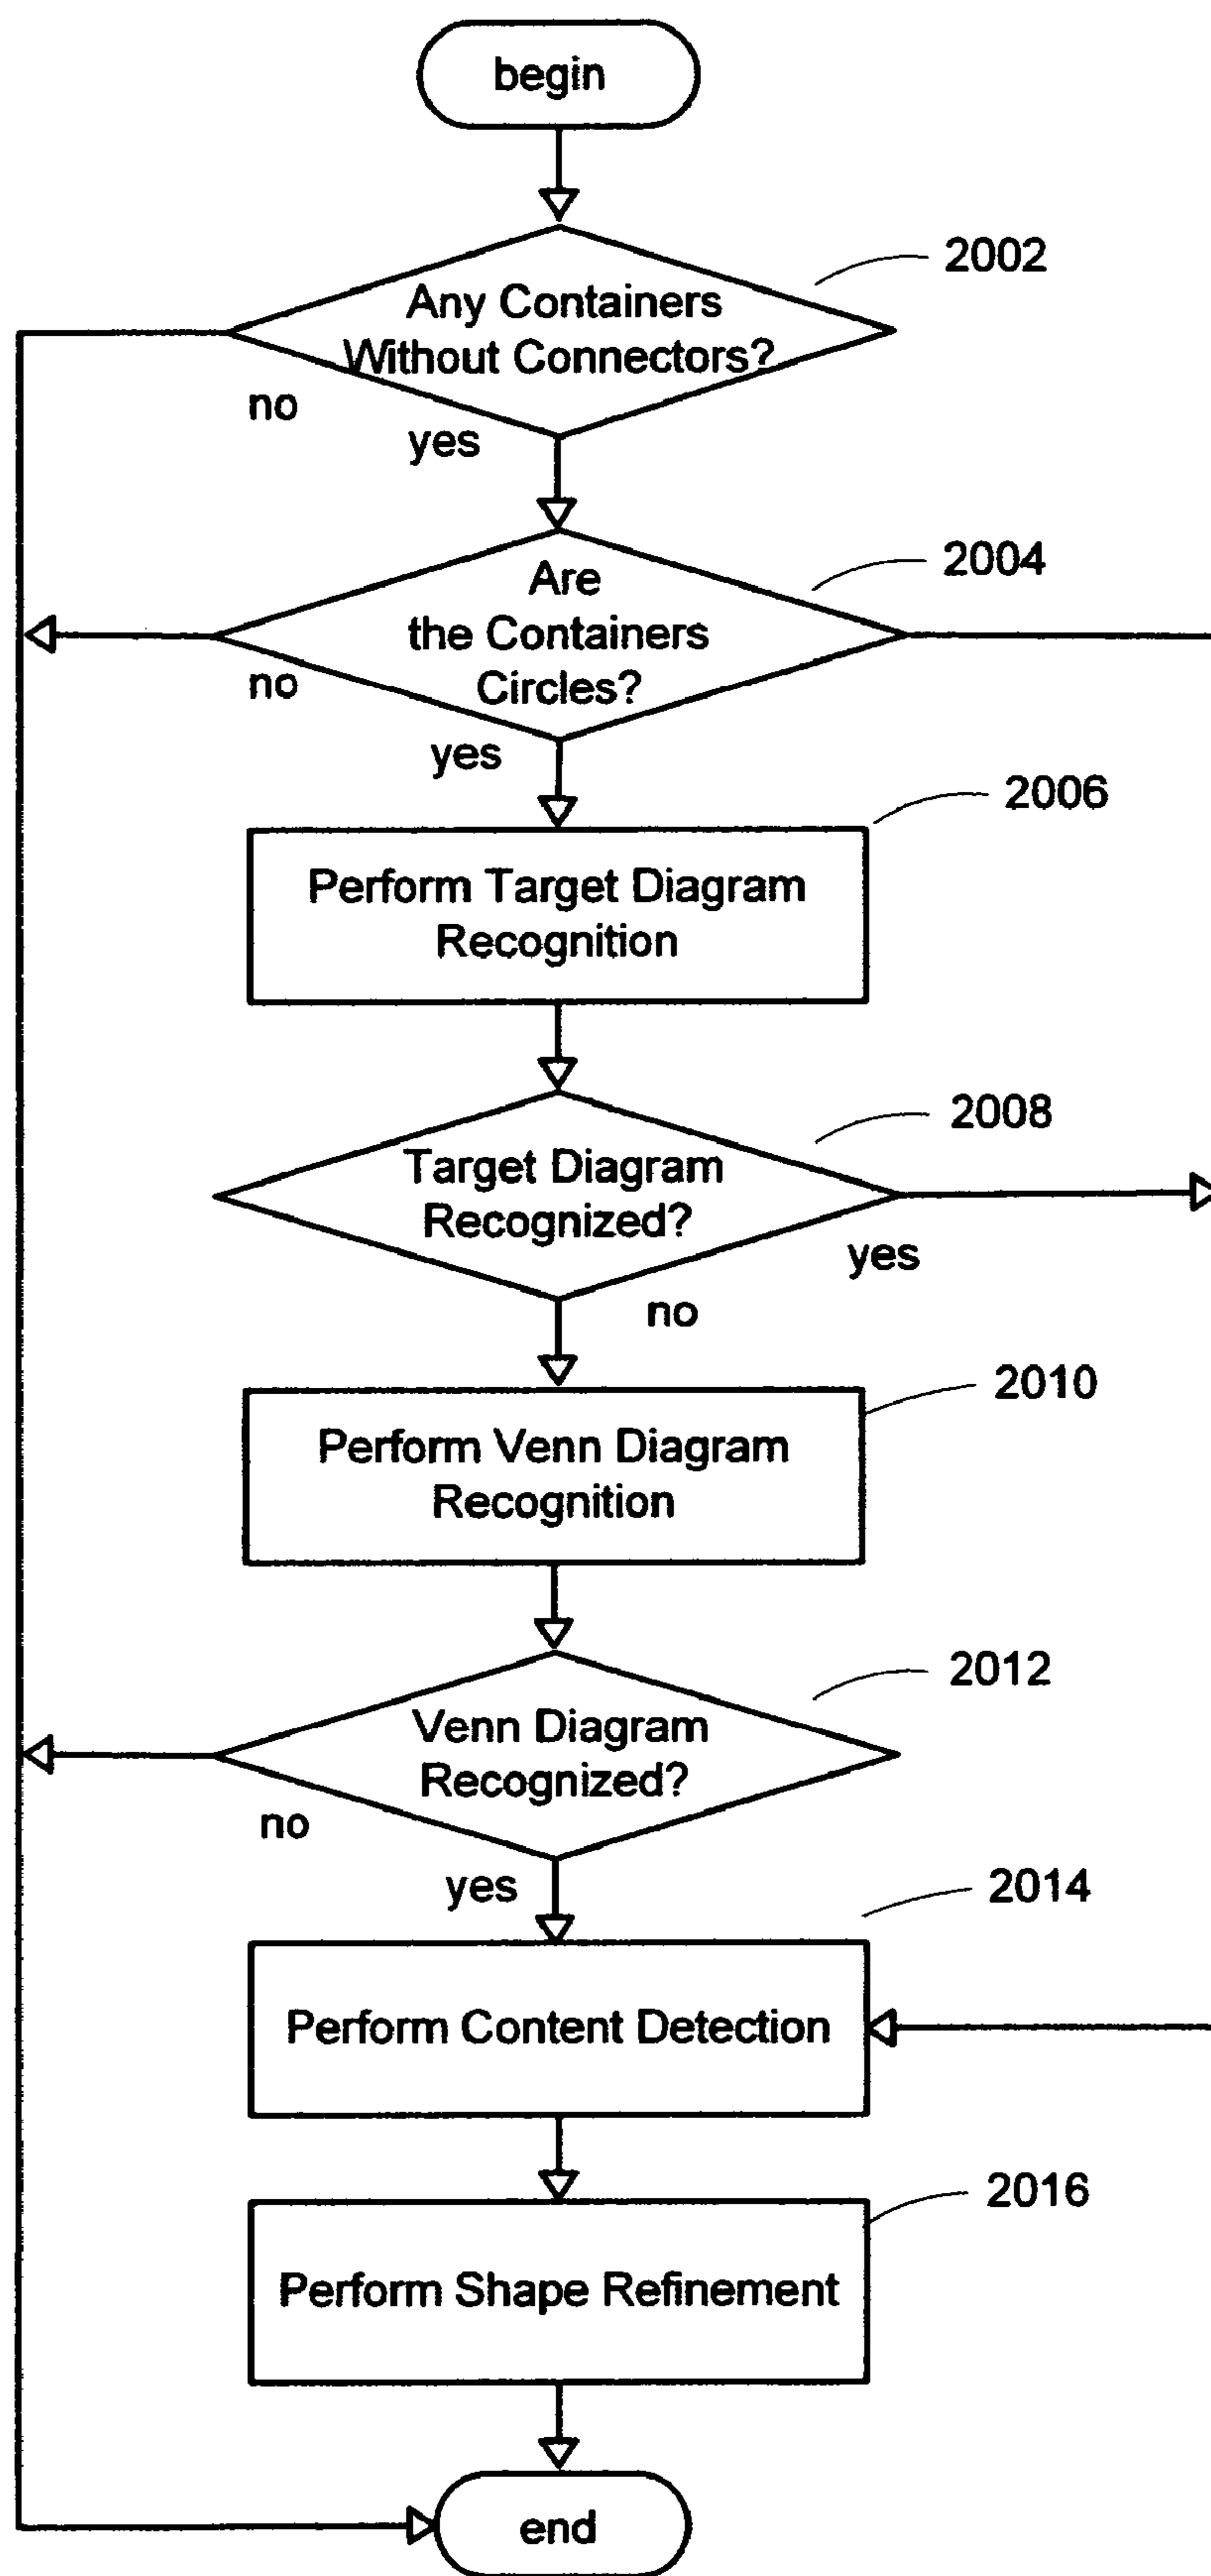 begin
2002
Any Containers
Without Connectors?
no
yes
2004
Are
the Containers
Circles?
no
yes
2006
Perform Target Diagram
Recognition
2008
Target Diagram
Recognized?
yes
no
2010
Perform Venn Diagram
Recognition
2012
Venn Diagram
Recognized?
no
yes
2014
Perform Content Detection
2016
Perform Shape Refinement
end